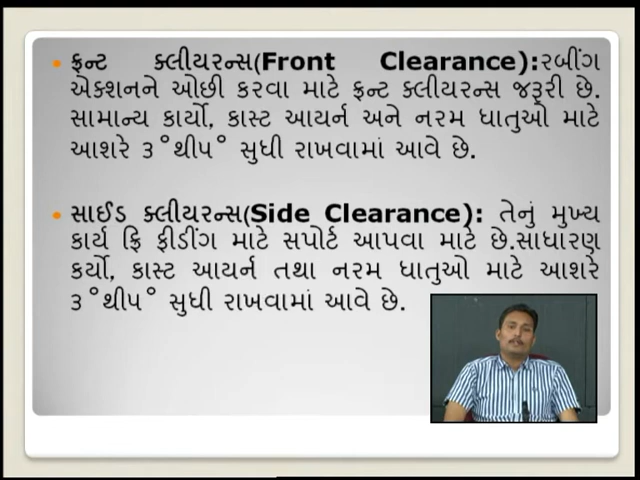 ફ્રન્ટ ક્લીયરન્સ(Front Clearance):રબીંગ
એક્શનને ઓછી કરવા માટે ફ્રન્ટ ક્લીયરન્સ જરૂરી છે.
સામાન્ય કાર્યો, કાસ્ટ આયર્ન અને નરમ ધાતુઓ માટે
આશરે ૩°થી૫° સુધી રાખવામાં આવે છે.
સાઈડ ક્લીયરન્સ(Side Clearance): તેનું મુખ્ય
કાર્ય ફ્રિ ફીડીંગ માટે સપોર્ટ આપવા માટે છે.સાધારણ
કર્યો, કાસ્ટ આયર્ન તથા નરમ ધાતુઓ માટે આશરે
૩°થી૫° સુધી રાખવામાં આવે છે.